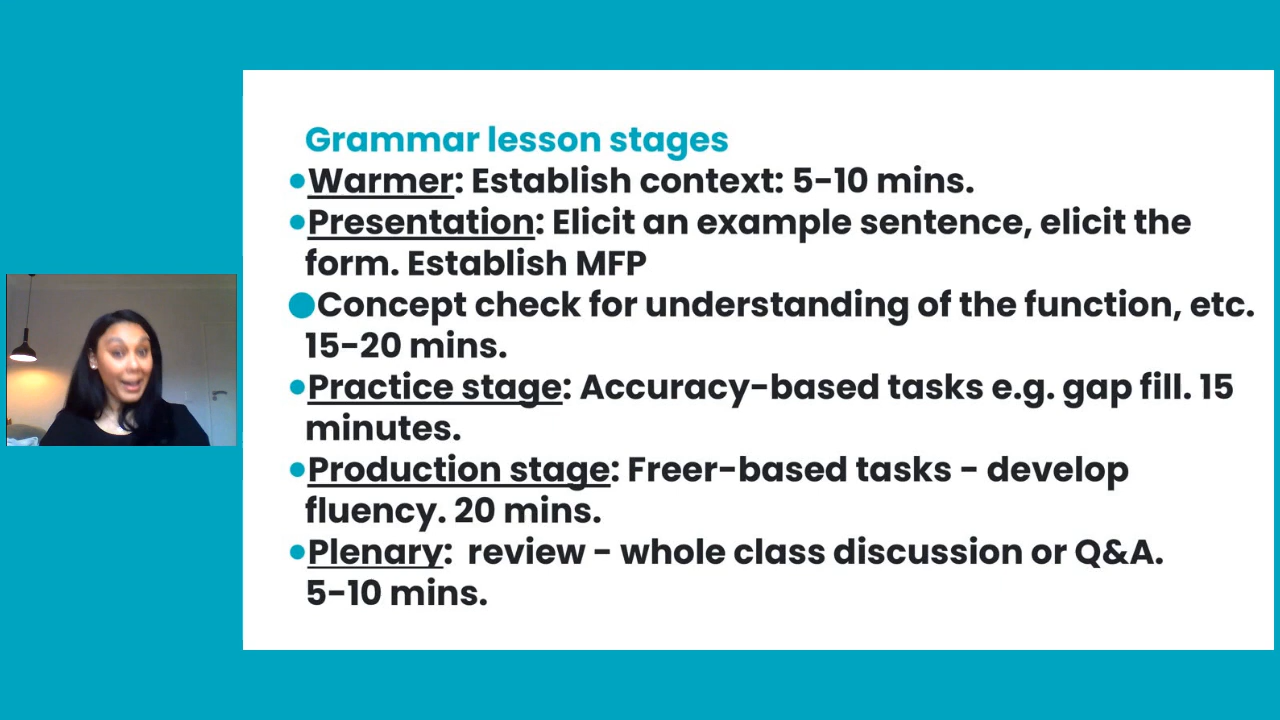 Grammar lesson stages
•Warmer: Establish context: 5-10 mins.
•Presentation: Elicit an example sentence, elicit the
form. Establish MFP
●Concept check for understanding of the function, etc.
15-20 mins.
•Practice stage: Accuracy-based tasks e.g. gap fill. 15
minutes.
•Production stage: Freer-based tasks - develop
fluency. 20 mins.
•Plenary:  review - whole class discussion or Q&A.
5-10 mins.